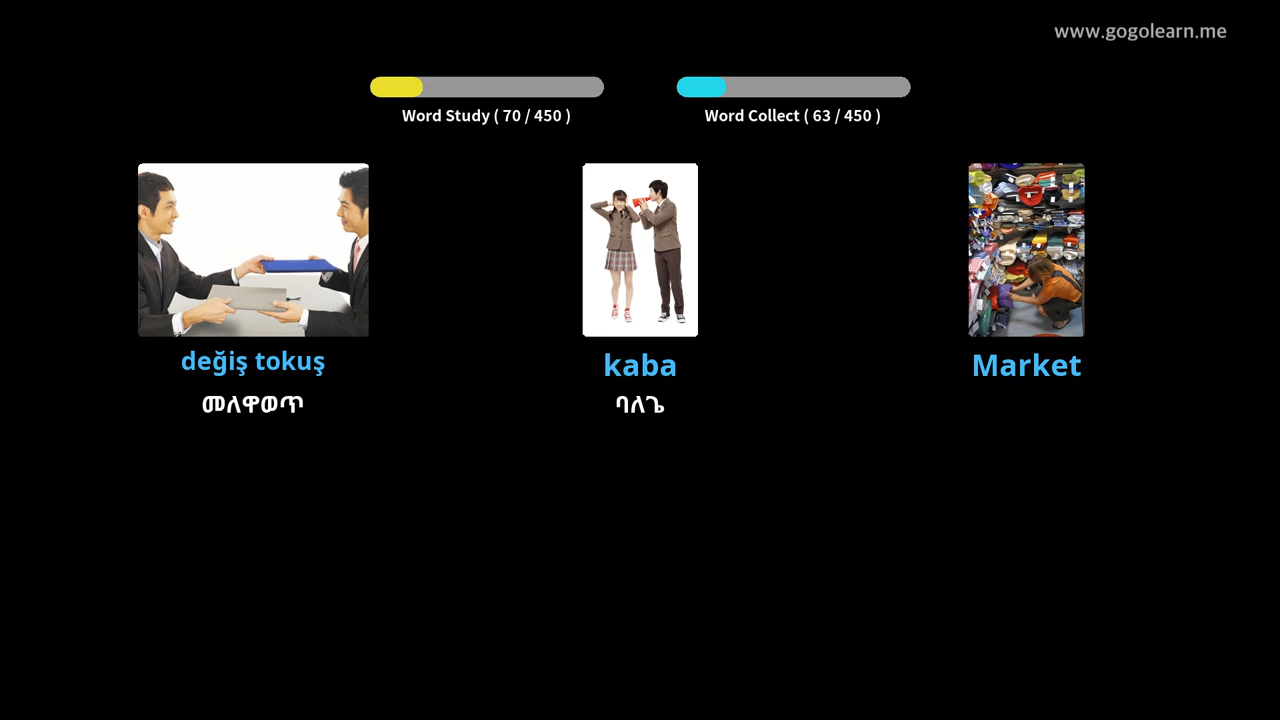 www.gogolearn.me
Word Study ( 70 / 450 )
Word Collect ( 63 / 450 )
değiş tokuş
kaba
Market
መለዋወጥ
ባለጌ